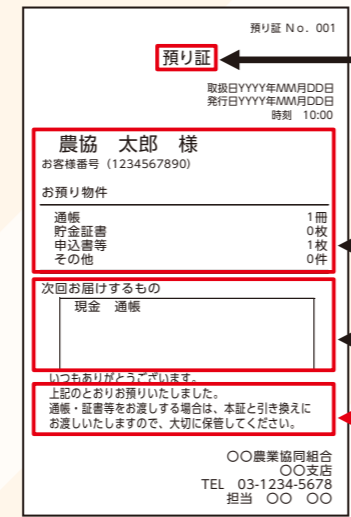 預り証 No. 001
預り証
取扱日YYYY年MM月DD日
発行日YYYY年MM月DD日
時刻 10:00
農協 太郎 様
お客様番号（1234567890）
お預り物件
通帳 1冊
貯金証書 0枚
申込書等 1枚
その他 0件
次回お届けするもの
現金 通帳
いつもありがとうございます。
上記のとおりお預りいたしました。
通帳・証書等をお渡しする場合は、本証と引き換えに
お渡しいたしますので、大切に保管してください。
〇〇農業協同組合
〇〇支店
TEL 03-1234-5678
担当 〇〇 〇〇